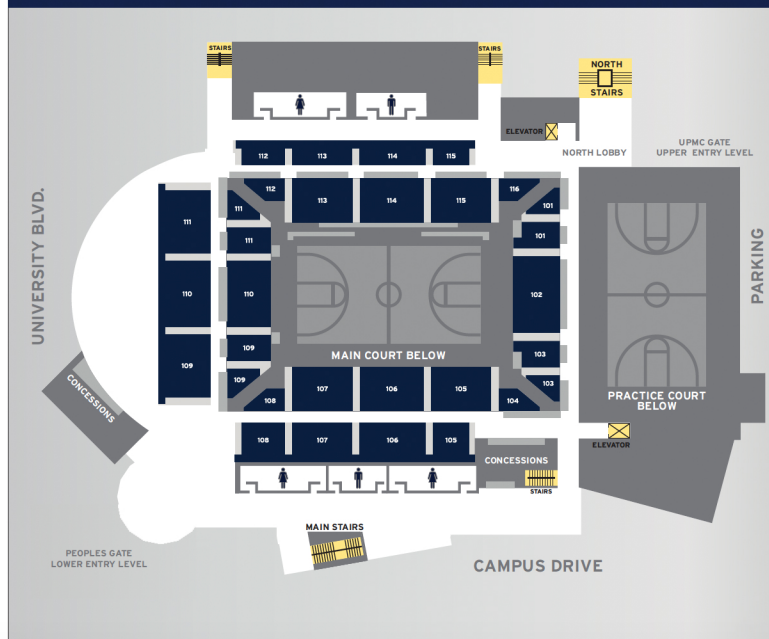 STAIRS
STAIRS
NORTH
STAIRS
ELEVATOR
NORTH LOBBY
UPMC GATE
UPPER ENTRY LEVEL
112
113
114
115
112
113
114
115
116
101
111
111
101
111
110
110
102
109
109
103
109
103
UNIVERSITY BLVD.
PARKING
MAIN COURT BELOW
PRACTICE COURT
BELOW
108
107
106
105
104
108
107
106
105
CONCESSIONS
CONCESSIONS
ELEVATOR
STAIRS
MAIN STAIRS
PEOPLES GATE
LOWER ENTRY LEVEL
CAMPUS DRIVE